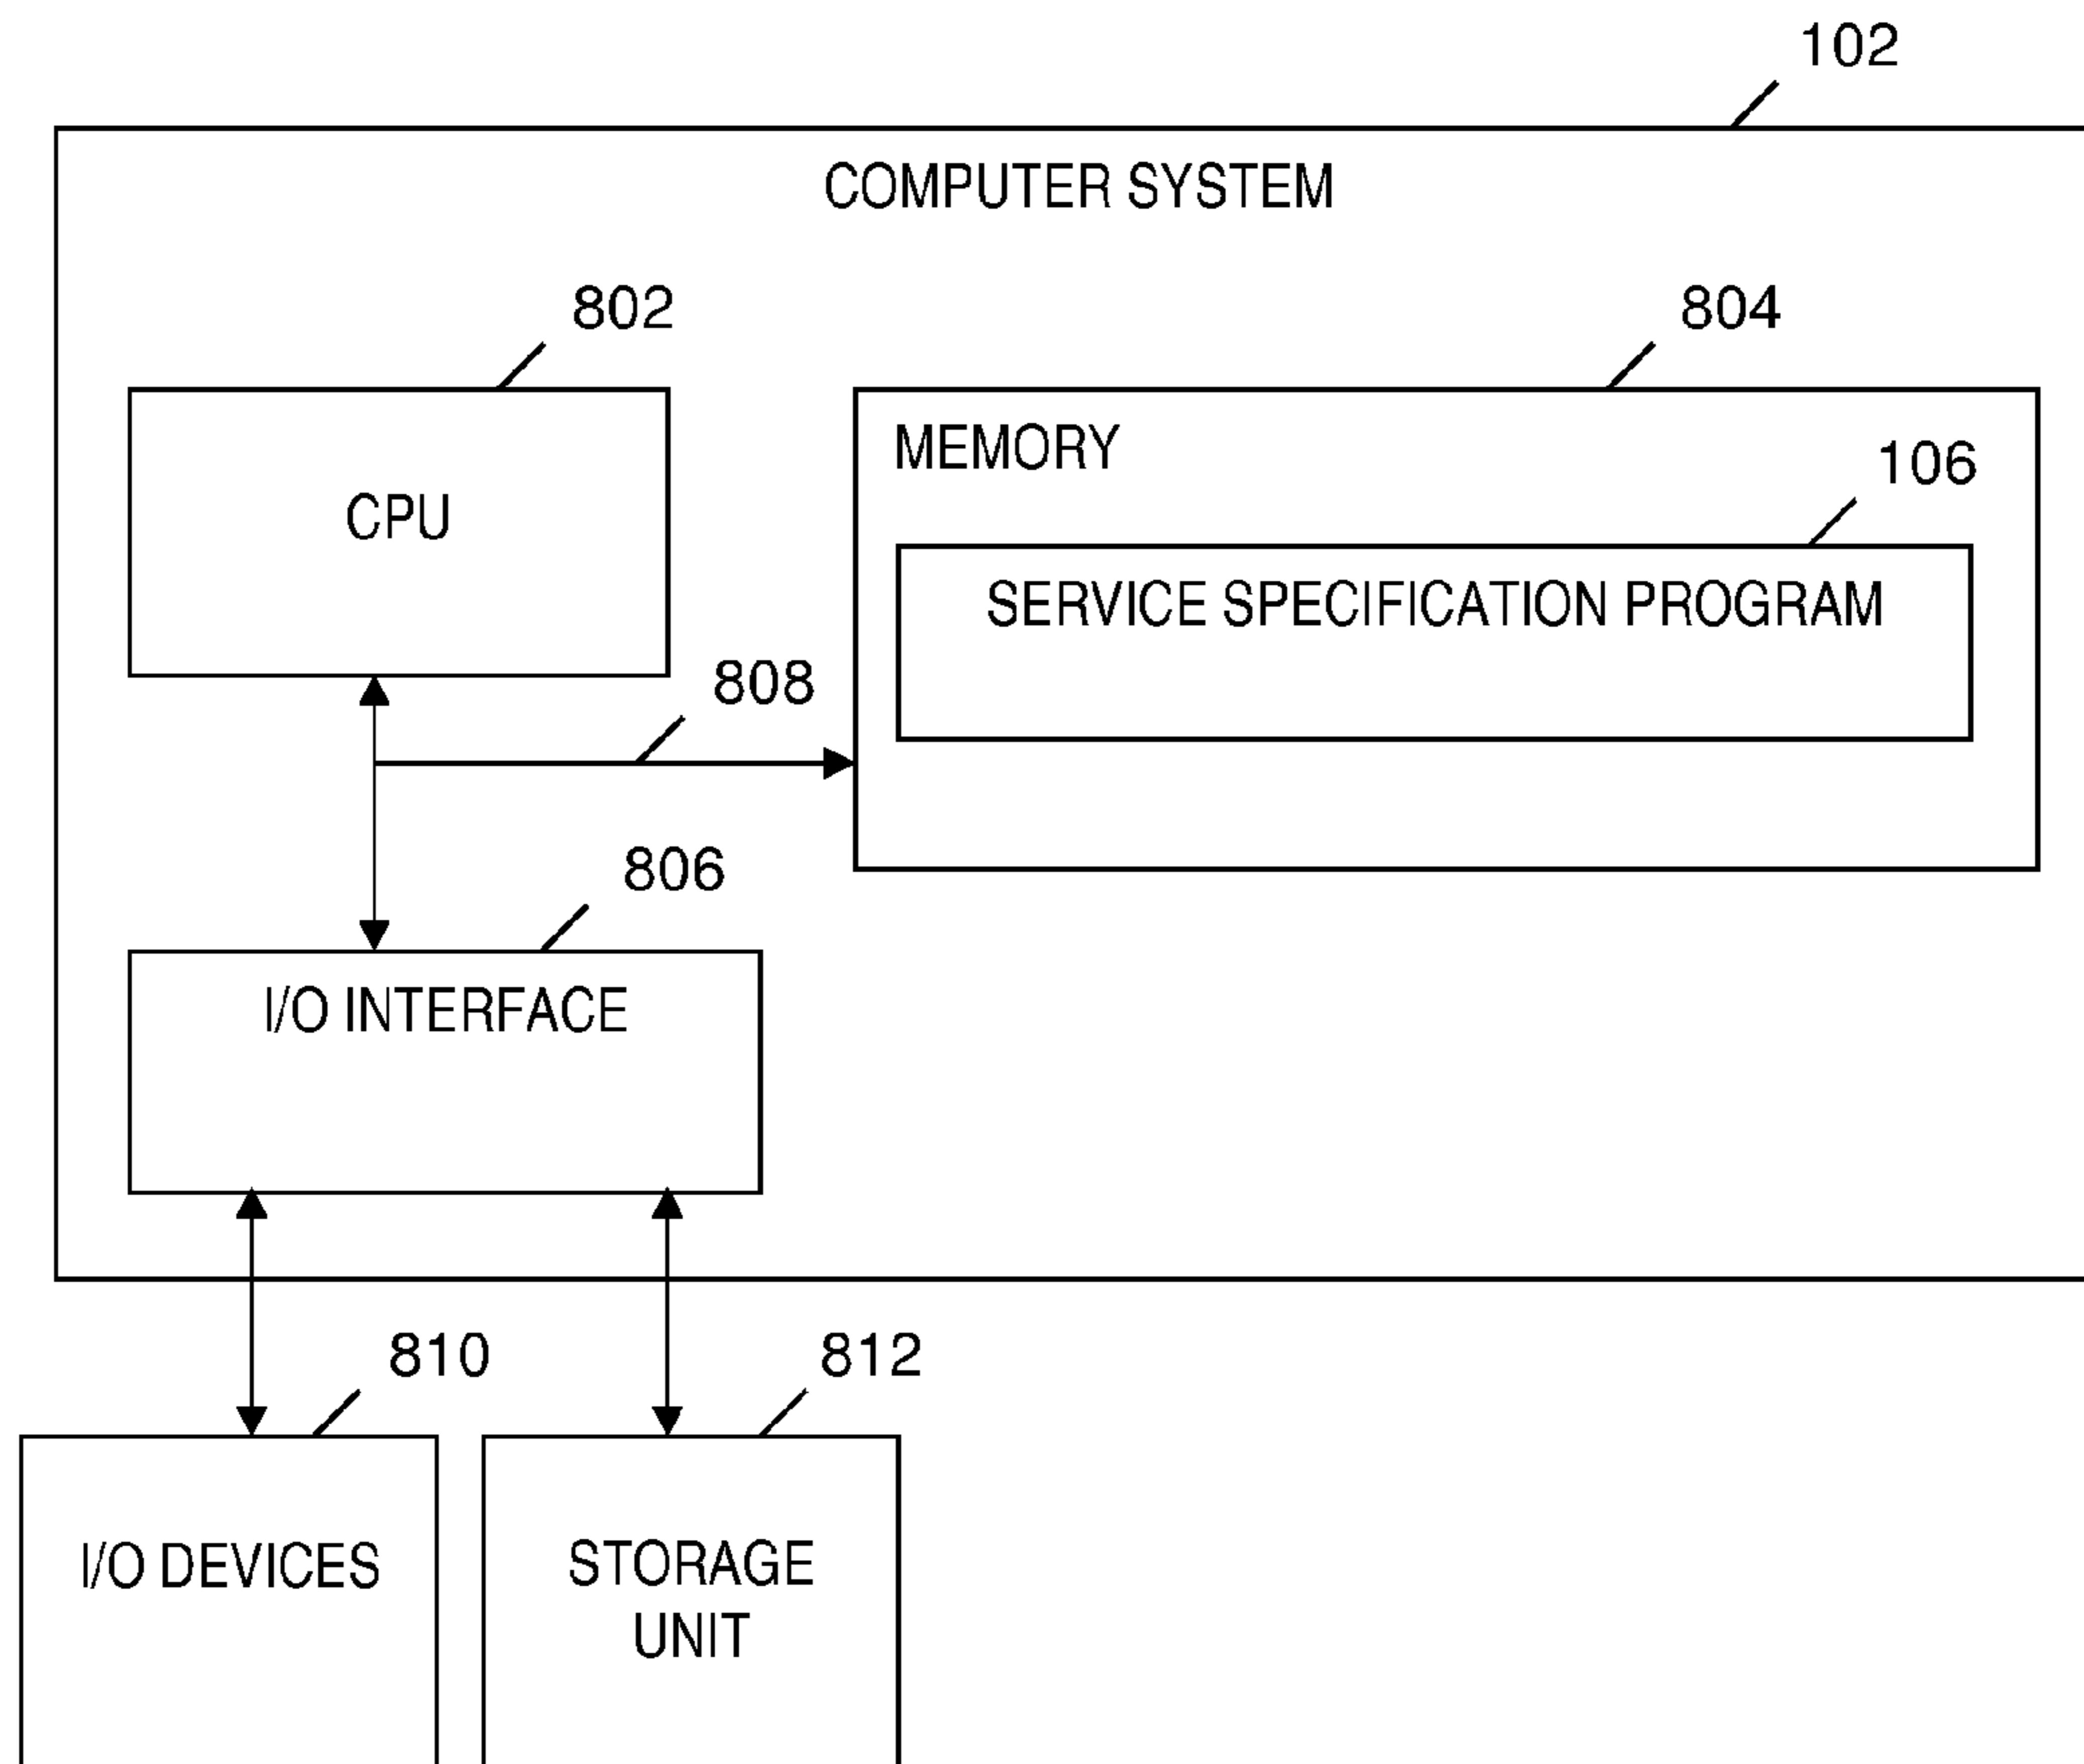 102
COMPUTER SYSTEM
802
804
CPU
MEMORY
106
SERVICE SPECIFICATION PROGRAM
808
806
I/O INTERFACE
810
812
I/O DEVICES
STORAGE
UNIT